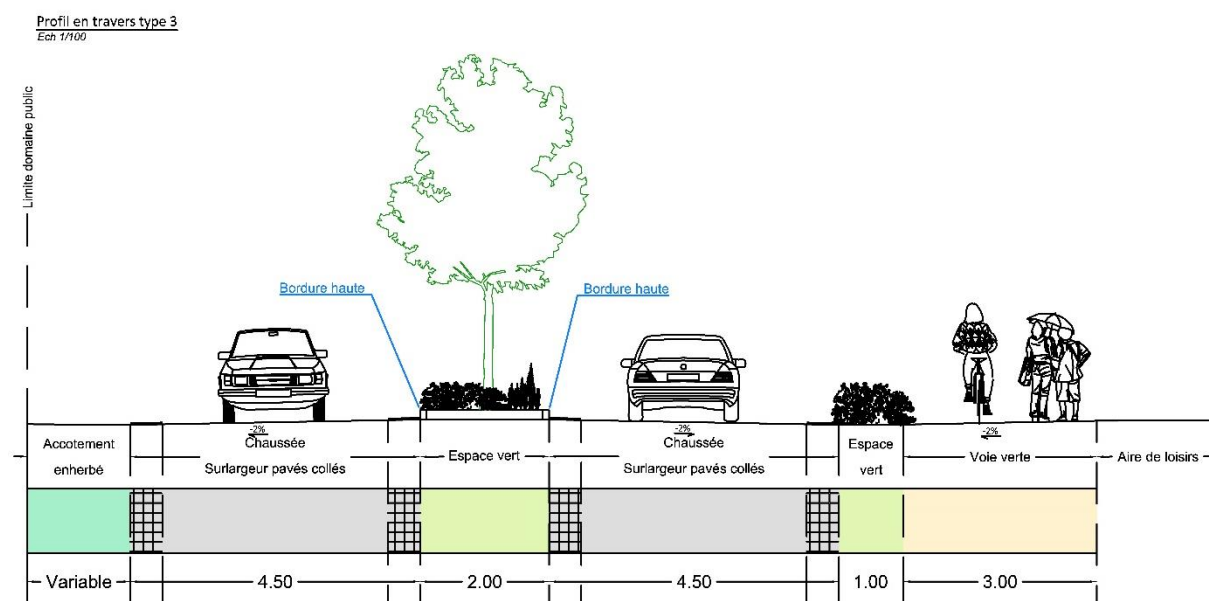 Profil en travers type 3
Ech 1/100
Limite domaine public
Bordure haute
Bordure haute
-2%
-2%
-2%
Accotement
enherbé
Chaussée
Surlargeur pavés collés
Espace vert
Chaussée
Surlargeur pavés collés
Espace
vert
Voie verte
Aire de loisirs
Variable
4.50
2.00
4.50
1.00
3.00